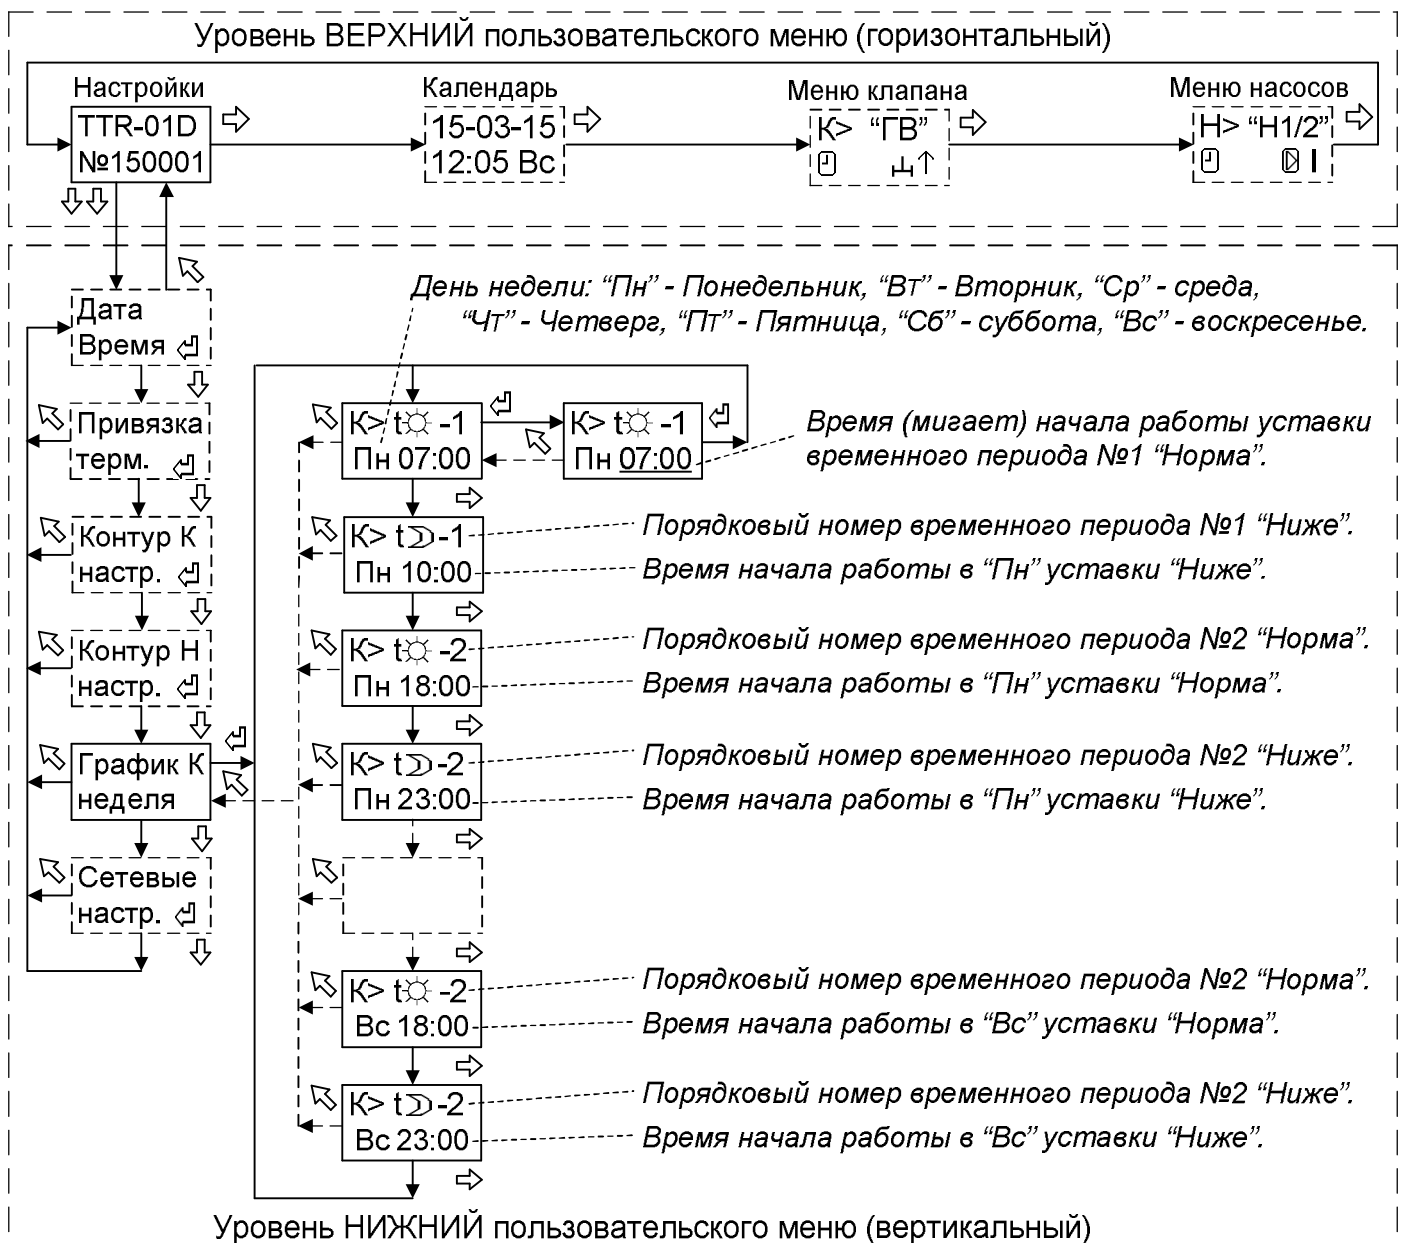 Уровень ВЕРХНИЙ пользовательского меню (горизонтальный)
Настройки
TTR-01D
№150001
Календарь
15-03-15
12:05 Вс
Меню клапана
К> “ГВ”
Меню насосов
Н> “Н1/2”
Дата
Время
Привязка
терм.
Контур К
настр.
Контур Н
настр.
График К
неделя
Сетевые
настр.
День недели: “Пн” - Понедельник, “Вт” - Вторник, “Ср” - среда,
“Чт” - Четверг, “Пт” - Пятница, “Сб” - суббота, “Вс” - воскресенье.
К> t☼ -1
Пн 07:00
К> t☼ -1
Пн 07:00
Время (мигает) начала работы уставки
временного периода №1 “Норма”.
К> t☽-1
Пн 10:00
Порядковый номер временного периода №1 “Ниже”.
Время начала работы в “Пн” уставки “Ниже”.
К> t☼ -2
Пн 18:00
Порядковый номер временного периода №2 “Норма”.
Время начала работы в “Пн” уставки “Норма”.
К> t☽-2
Пн 23:00
Порядковый номер временного периода №2 “Ниже”.
Время начала работы в “Пн” уставки “Ниже”.
К> t☼ -2
Вс 18:00
Порядковый номер временного периода №2 “Норма”.
Время начала работы в “Вс” уставки “Норма”.
К> t☽-2
Вс 23:00
Порядковый номер временного периода №2 “Ниже”.
Время начала работы в “Вс” уставки “Ниже”.
Уровень НИЖНИЙ пользовательского меню (вертикальный)